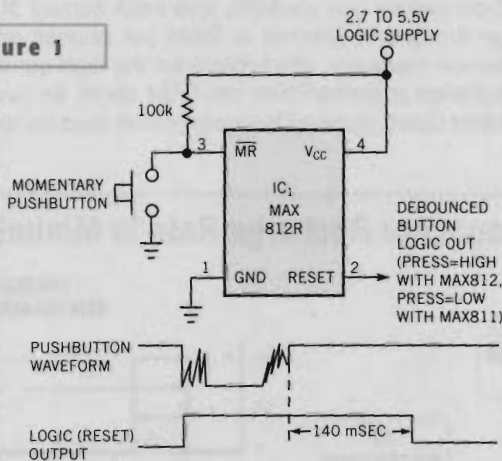 ure 1
2.7 TO 5.5V
LOGIC SUPPLY
100k
3
MR
VCC
4
MOMENTARY
PUSHBUTTON
IC1
MAX
812R
DEBOUNCED
BUTTON
LOGIC OUT
(PRESS=HIGH
WITH MAX812,
PRESS=LOW
WITH MAX811)
1
GND
RESET
2
PUSHBUTTON
WAVEFORM
140 mSEC
LOGIC (RESET)
OUTPUT